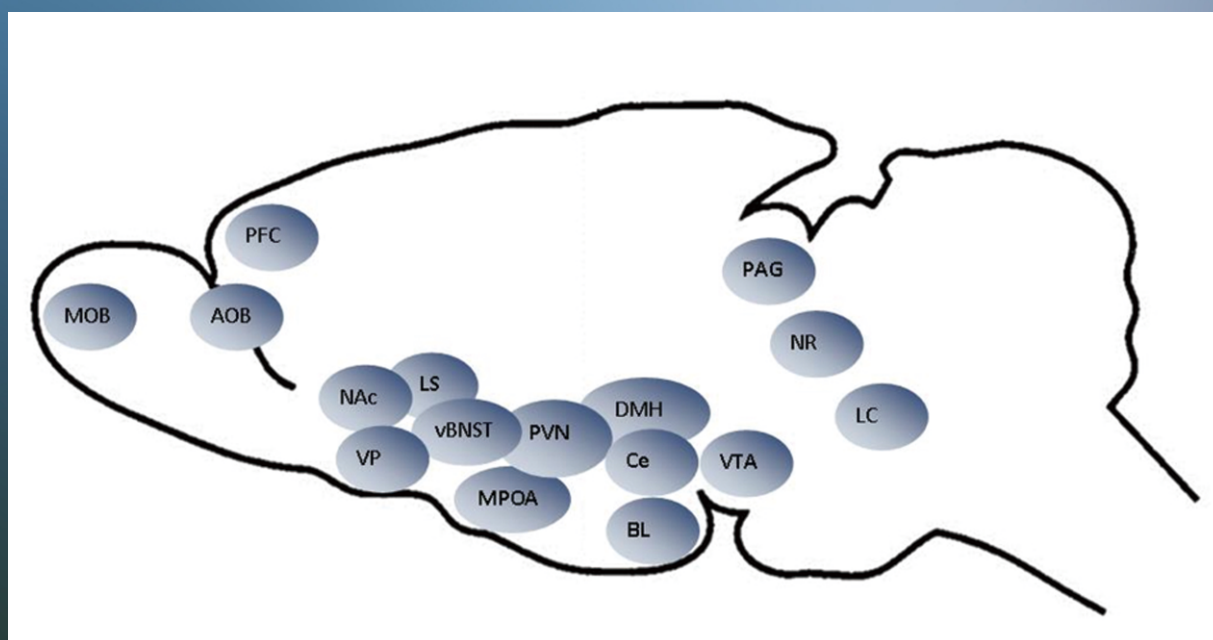 PFC
PAG
MOB
AOB
NR
LS
NAc
DMH
LC
vBNST
PVN
VP
Ce
VTA
MPOA
BL